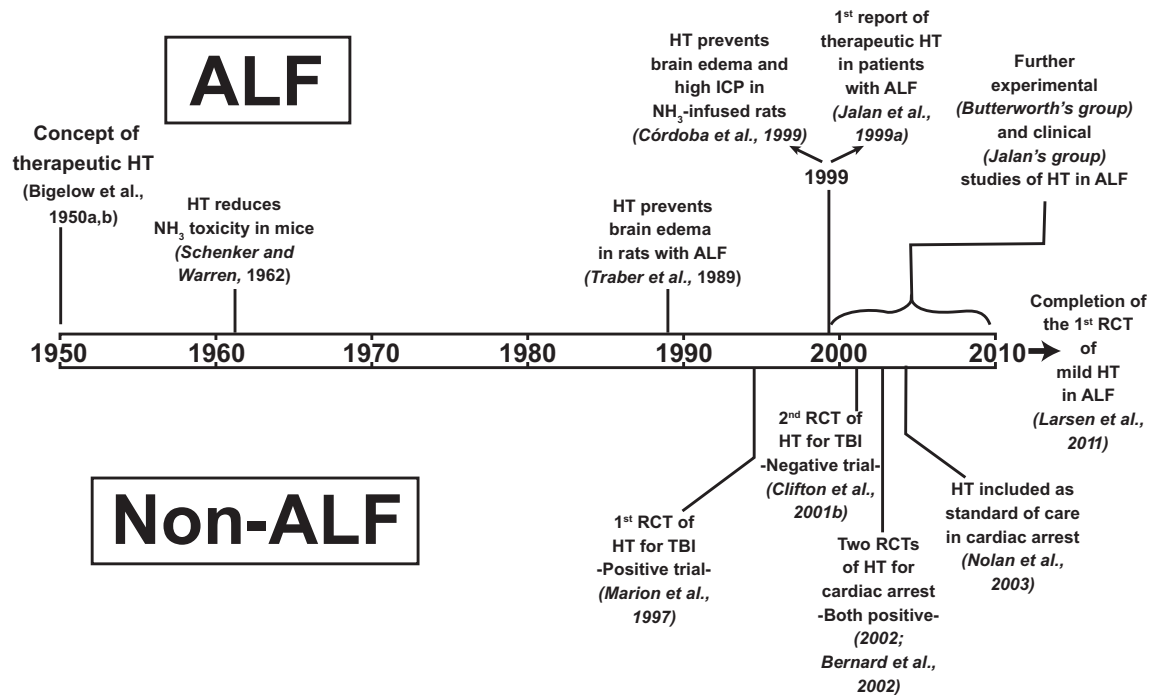 ALF
Concept of
therapeutic HT
(Bigelow et al.,
1950a,b)
HT reduces
NH₃ toxicity in mice
(Schenker and
Warren, 1962)
HT prevents
brain edema
in rats with ALF
(Traber et al., 1989)
HT prevents
brain edema and
high ICP in
NH₃-infused rats
(Córdoba et al., 1999)
1st report of
therapeutic HT
in patients
with ALF
(Jalan et al.,
1999a)
1999
Further
experimental
(Butterworth's group)
and clinical
(Jalan's group)
studies of HT in ALF
1950 1960 1970 1980 1990 2000 2010
Completion of
the 1st RCT
of
mild HT
in ALF
(Larsen et al.,
2011)
Non-ALF
1st RCT of
HT for TBI
-Positive trial-
(Marion et al.,
1997)
2nd RCT of
HT for TBI
-Negative trial-
(Clifton et al.,
2001b)
Two RCTs
of HT for
cardiac arrest
-Both positive-
(2002;
Bernard et al.,
2002)
HT included as
standard of care
in cardiac arrest
(Nolan et al.,
2003)